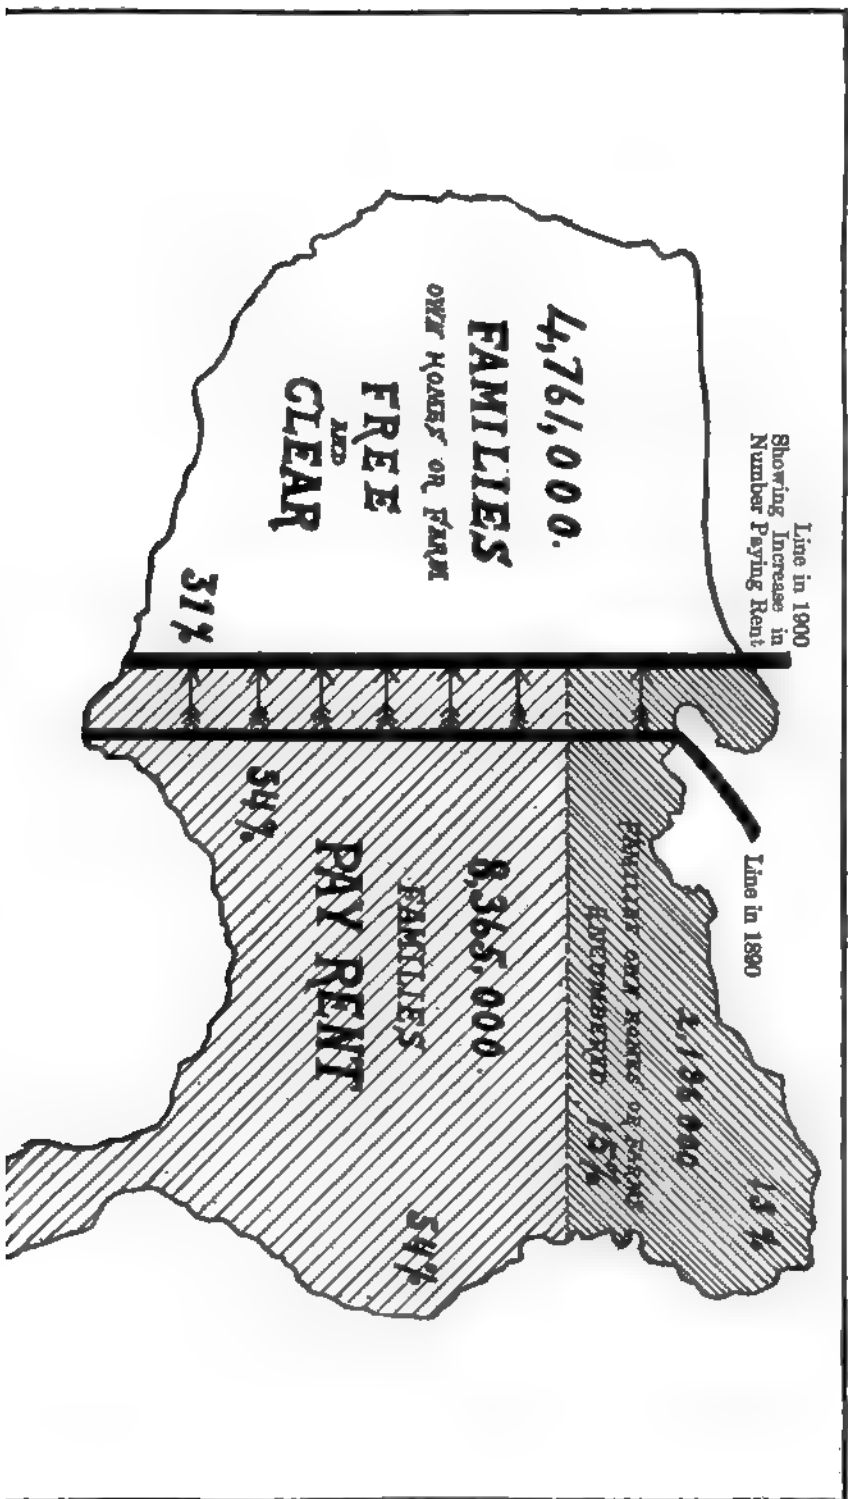 Line in 1900
Showing Increase in
Number Paying Rent
Line in 1890
4,761,000.
FAMILIES
OWN HOMES OR FARM
FREE
AND
CLEAR
31%
13%
FAMILIES OWN HOMES OR FARMS
ENCUMBERED 15%
8,365,000
FAMILIES
PAY RENT
54%
54%